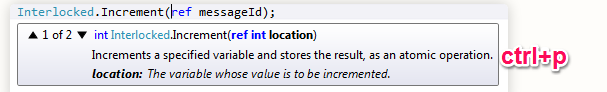 Interlocked.Increment(ref messageId);
▲ 1 of 2 ▼ int Interlocked.Increment(ref int location)
Increments a specified variable and stores the result, as an atomic operation.
location: The variable whose value is to be incremented.
ctrl+p